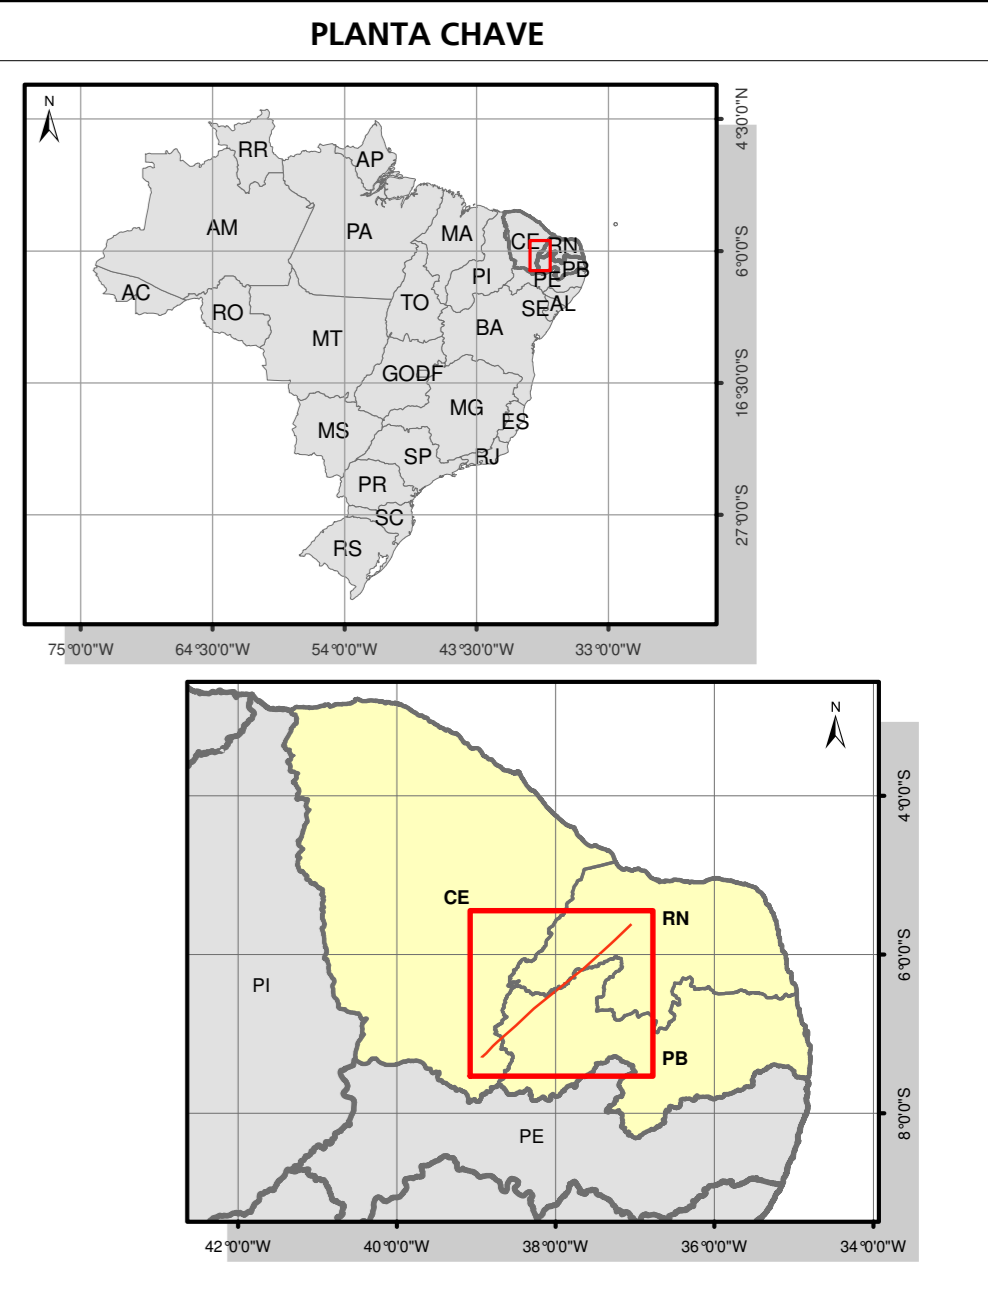 PLANTA CHAVE
N
4°30'0"N
RR
AP
AM
PA
MA
CE
RN
6°0'0"S
PI
PB
PE
AC
TO
RO
SE
AL
BA
MT
GO
DF
16°30'0"S
MG
ES
MS
SP
RJ
PR
27°0'0"S
SC
RS
75°0'0"W
64°30'0"W
54°0'0"W
43°30'0"W
33°0'0"W
N
4°0'0"S
CE
RN
6°0'0"S
PI
PB
8°0'0"S
PE
42°0'0"W
40°0'0"W
38°0'0"W
36°0'0"W
34°0'0"W